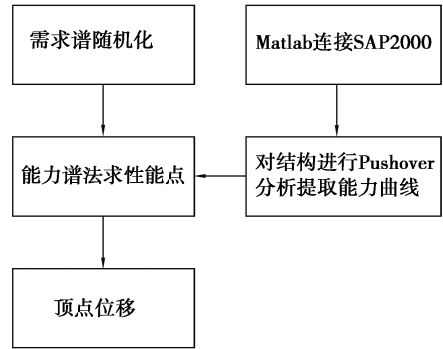 需求谱随机化
Matlab连接SAP2000
能力谱法求性能点
对结构进行Pushover
分析提取能力曲线
顶点位移